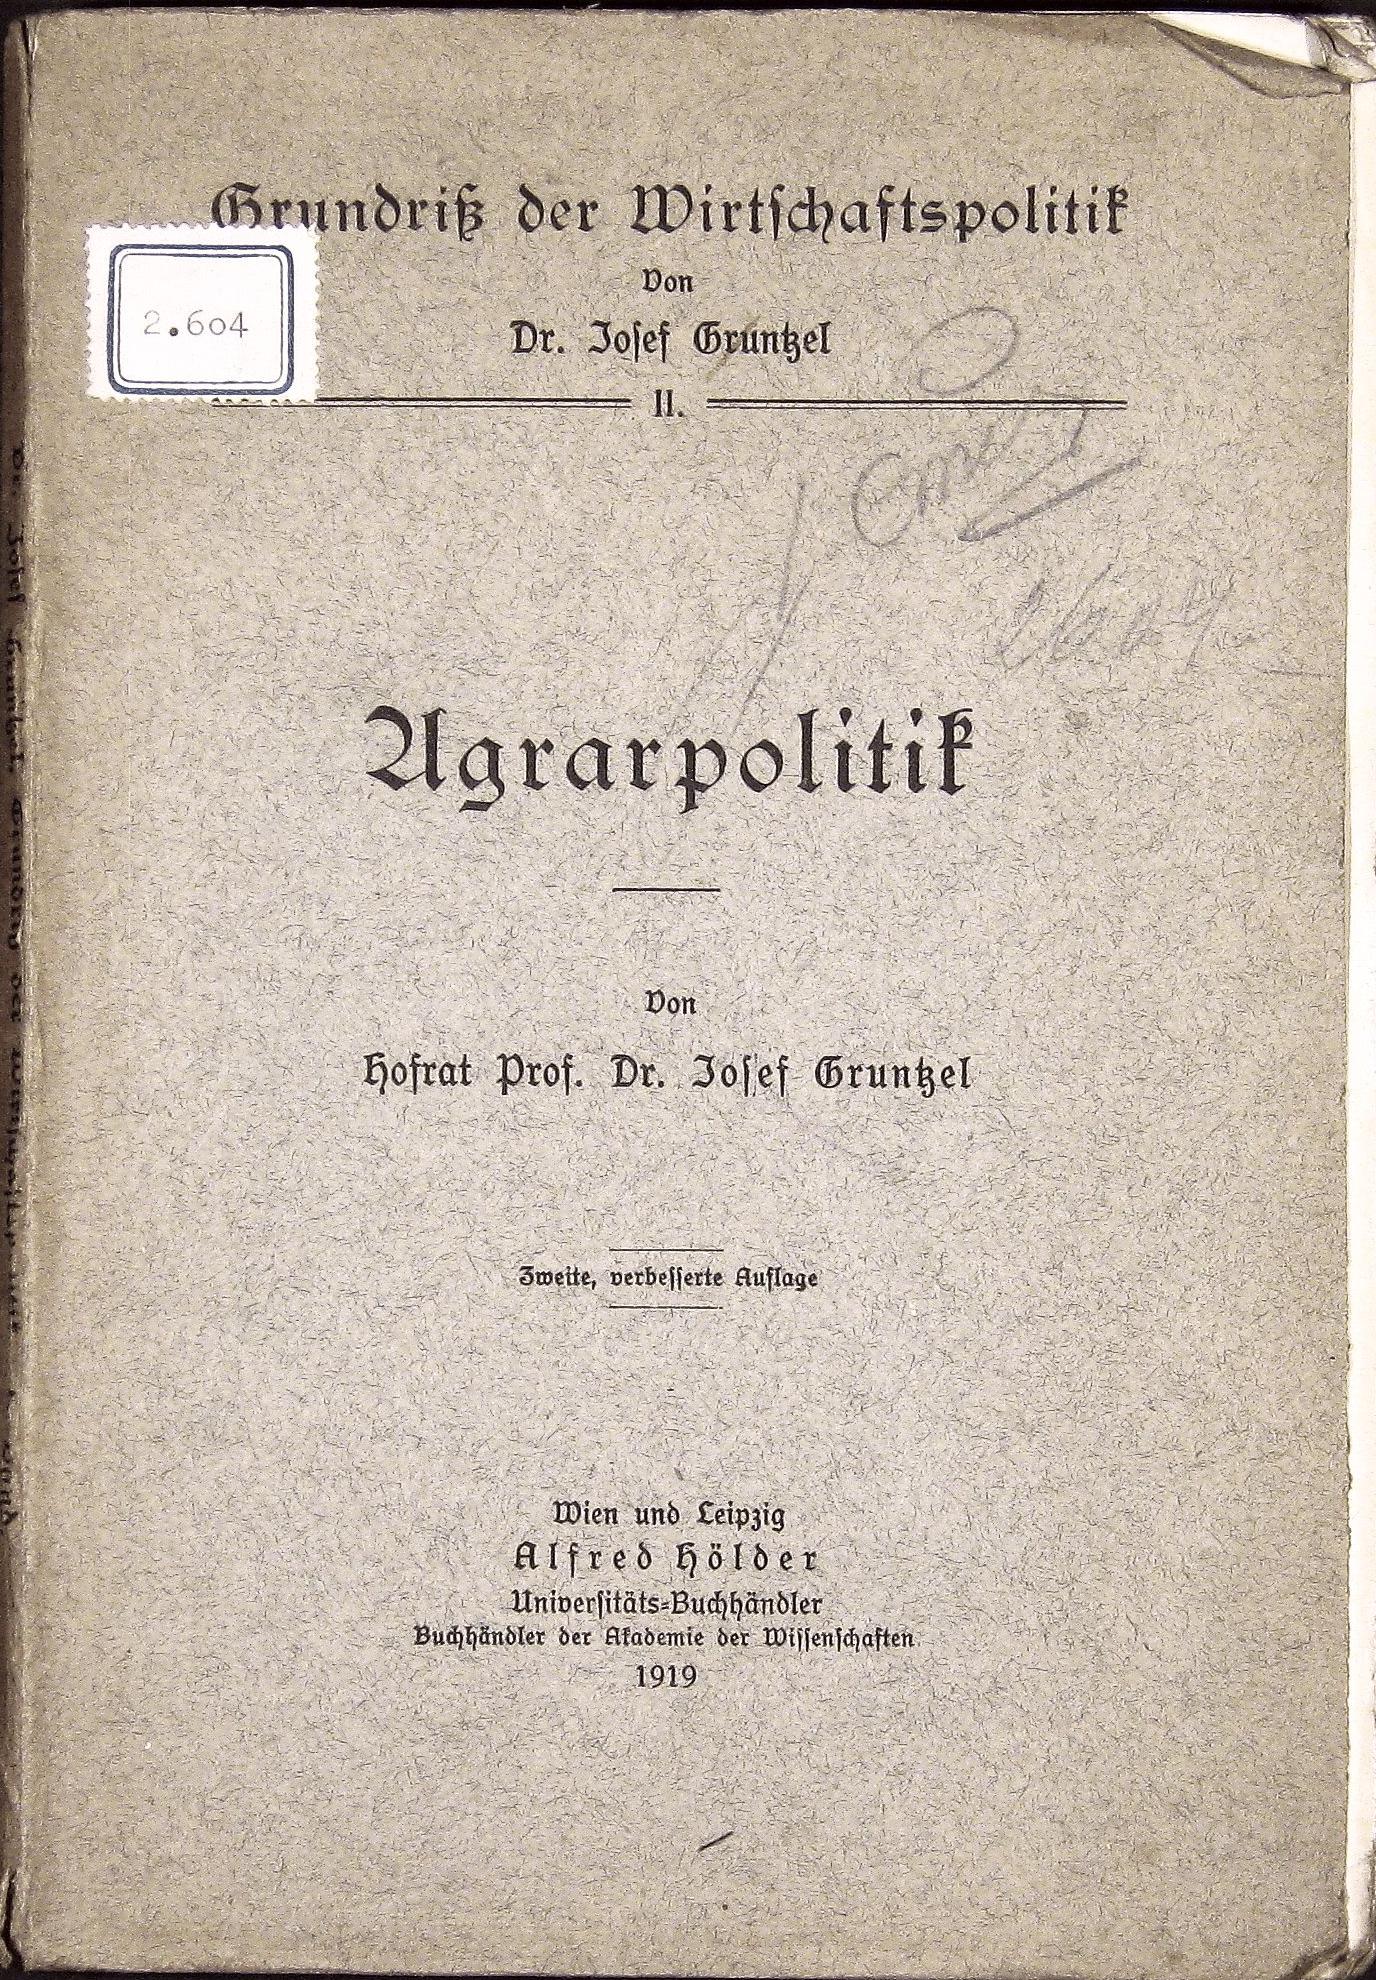 Grundriß der Wirtschaftspolitik
Von
Dr. Josef Gruntzel
2.604
II.
2604
Agrarpolitik
Von
Hofrat Prof. Dr. Josef Gruntzel
Zweite, verbesserte Auflage
Wien und Leipzig
Alfred Hölder
Universitäts-Buchhändler
Buchhändler der Akademie der Wissenschaften
1919